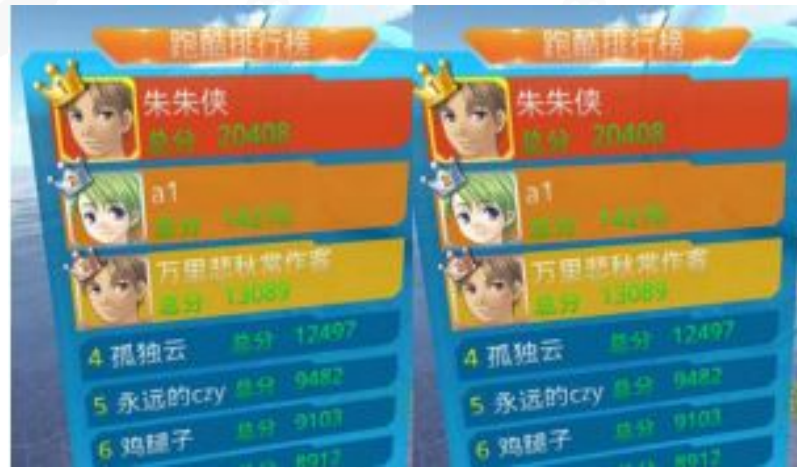 跑酷排行榜
朱朱侠
总分 20408
a1
总分
万里悲秋常作客
总分 13089
4 孤独云 总分 12497
5 永远的czy 总分 9482
6 鸡腿子 总分 9103
总分 8912
跑酷排行榜
朱朱侠
总分 20408
a1
总分
万里悲秋常作客
总分 13089
4 孤独云 总分 12497
5 永远的czy 总分 9482
6 鸡腿子 总分 9103
8912